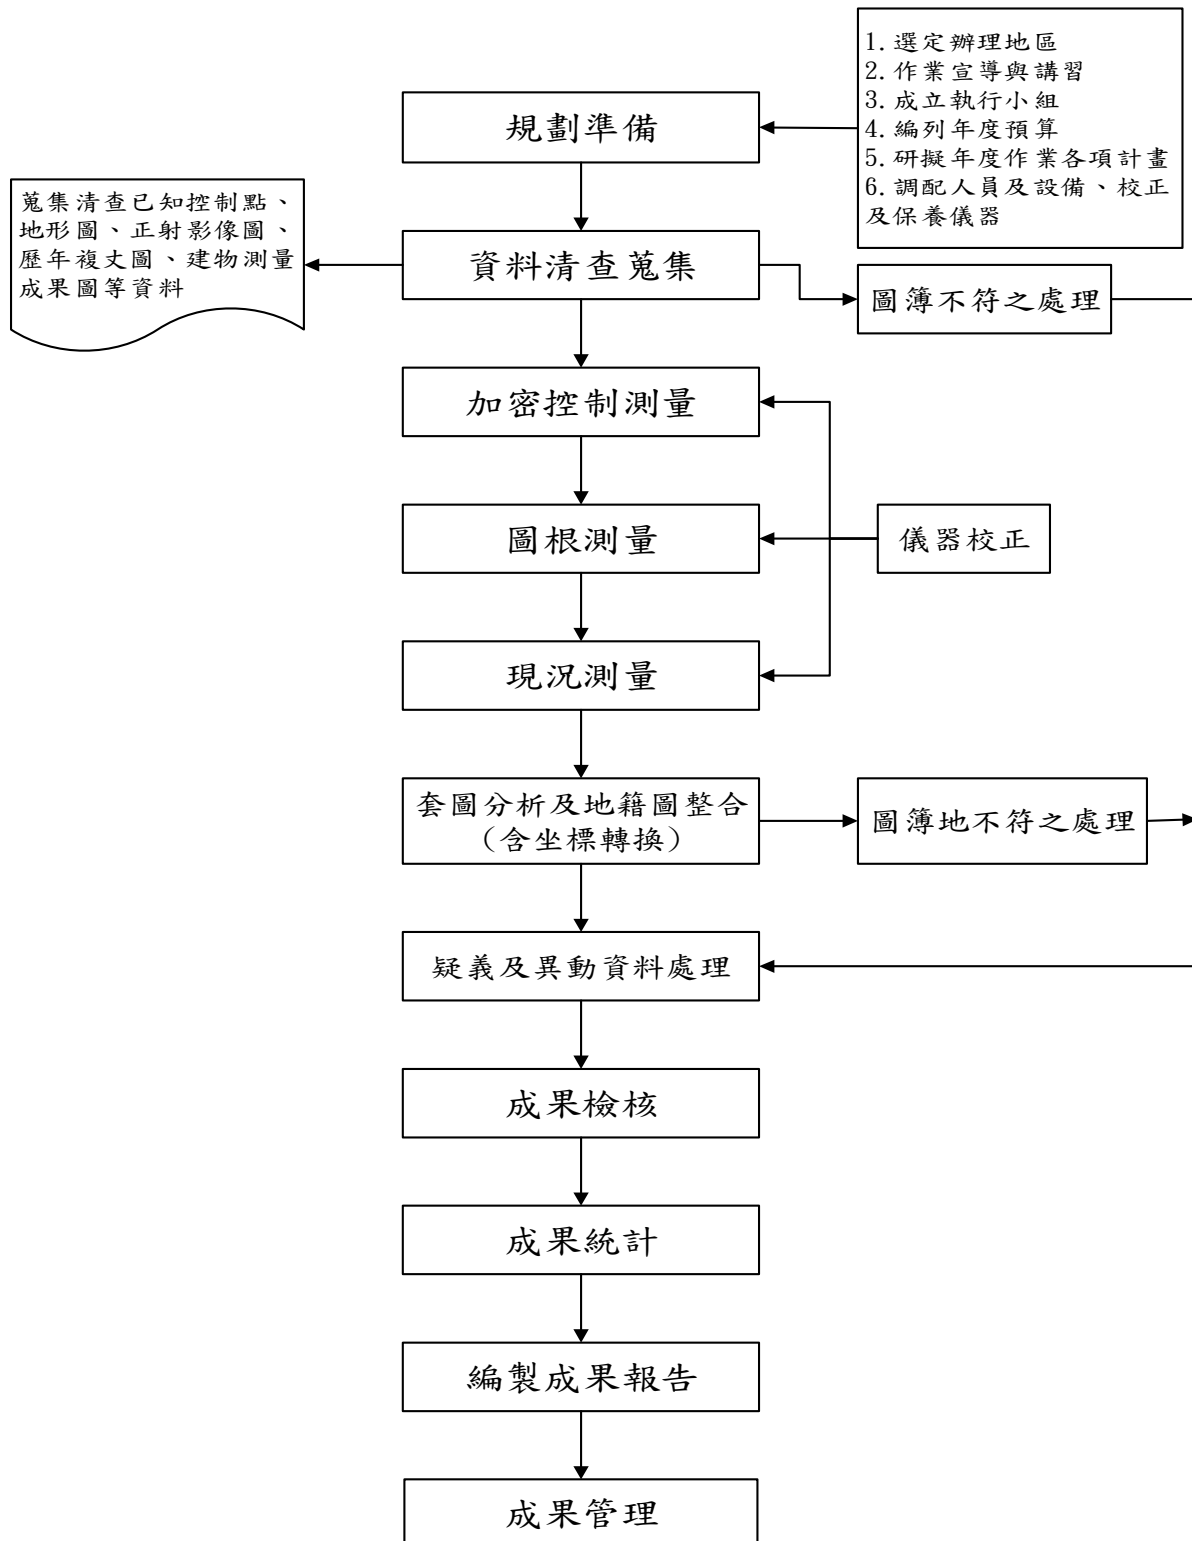 1. 選定辦理地區
2. 作業宣導與講習
3. 成立執行小組
4. 編列年度預算
5. 研擬年度作業各項計畫
6. 調配人員及設備、校正
及保養儀器
規劃準備
蒐集清查已知控制點、
地形圖、正射影像圖、
歷年複丈圖、建物測量
成果圖等資料
資料清查蒐集
圖簿不符之處理
加密控制測量
圖根測量
儀器校正
現況測量
套圖分析及地籍圖整合
(含坐標轉換)
圖簿地不符之處理
疑義及異動資料處理
成果檢核
成果統計
編製成果報告
成果管理